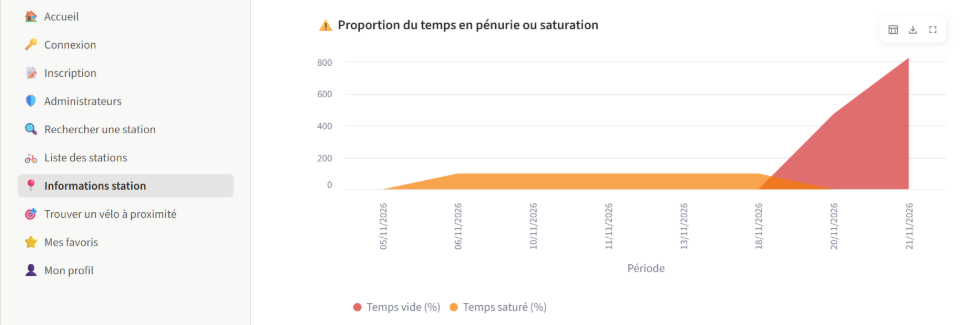 Accueil
Connexion
Inscription
Administrateurs
Rechercher une station
Liste des stations
Informations station
Trouver un vélo à proximité
Mes favoris
Mon profil
Proportion du temps en pénurie ou saturation
800
600
400
200
0
05/11/2026
06/11/2026
10/11/2026
11/11/2026
13/11/2026
18/11/2026
20/11/2026
21/11/2026
Période
Temps vide (%) Temps saturé (%)